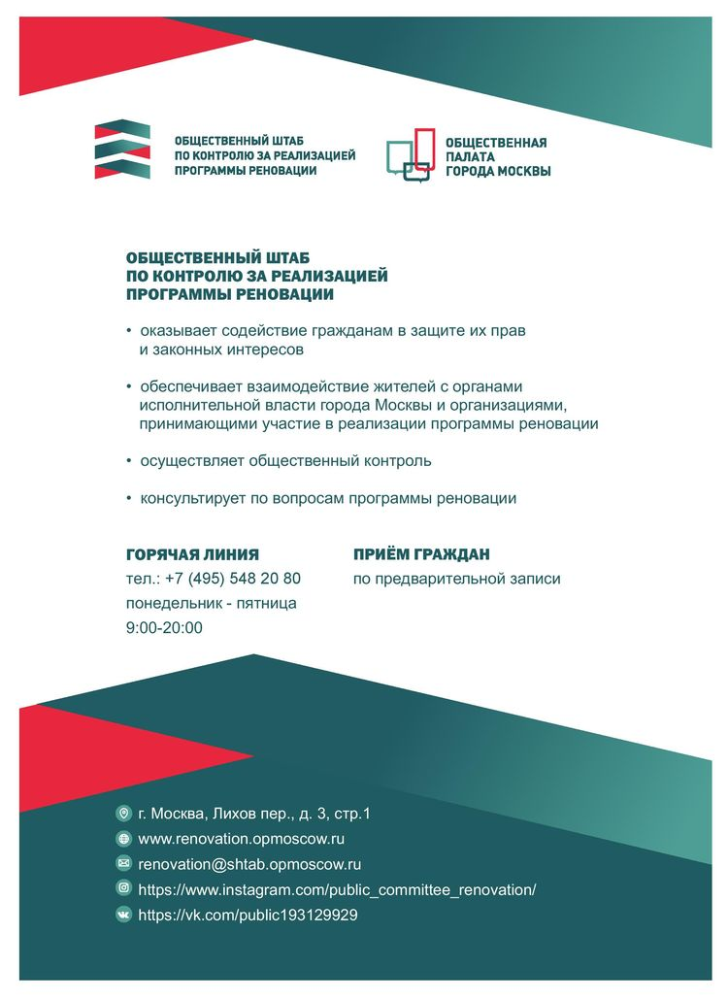 ОБЩЕСТВЕННЫЙ ШТАБ
ПО КОНТРОЛЮ ЗА РЕАЛИЗАЦИЕЙ
ПРОГРАММЫ РЕНОВАЦИИ
ОБЩЕСТВЕННАЯ
ПАЛАТА
ГОРОДА МОСКВЫ
ОБЩЕСТВЕННЫЙ ШТАБ
ПО КОНТРОЛЮ ЗА РЕАЛИЗАЦИЕЙ
ПРОГРАММЫ РЕНОВАЦИИ
• оказывает содействие гражданам в защите их прав
и законных интересов
• обеспечивает взаимодействие жителей с органами
исполнительной власти города Москвы и организациями,
принимающими участие в реализации программы реновации
• осуществляет общественный контроль
• консультирует по вопросам программы реновации
ГОРЯЧАЯ ЛИНИЯ
тел.: +7 (495) 548 20 80
понедельник - пятница
9:00-20:00
ПРИЁМ ГРАЖДАН
по предварительной записи
г. Москва, Лихов пер., д. 3, стр.1
www.renovation.opmoscow.ru
renovation@shtab.opmoscow.ru
https://www.instagram.com/public_committee_renovation/
https://vk.com/public193129929